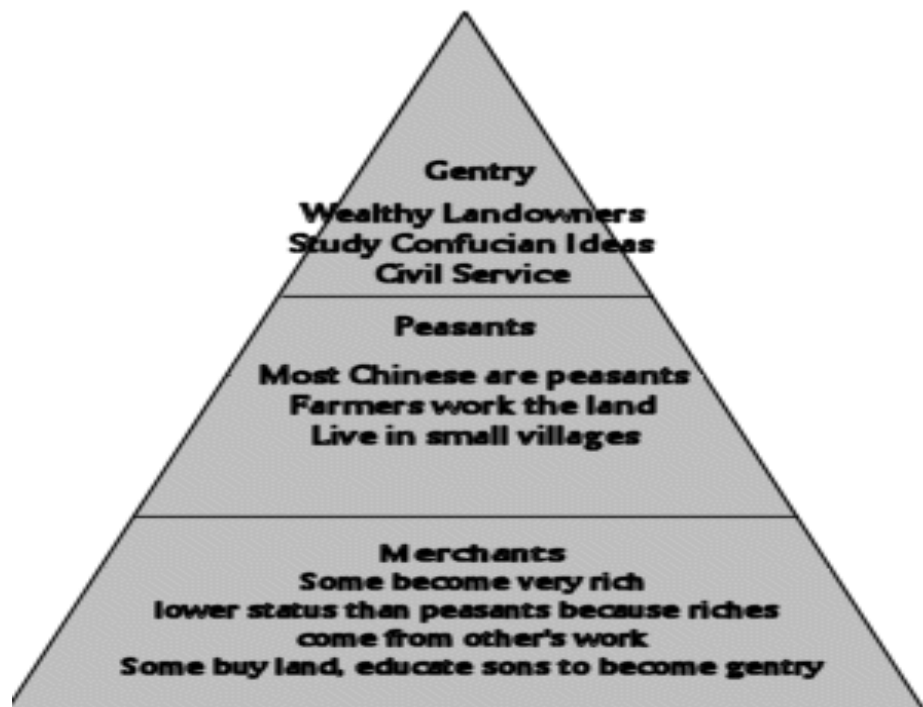 Gentry
Wealthy Landowners
Study Confucian Ideas
Civil Service
Peasants
Most Chinese are peasants
Farmers work the land
Live in small villages
Merchants
Some become very rich
lower status than peasants because riches
come from other's work
Some buy land, educate sons to become gentry